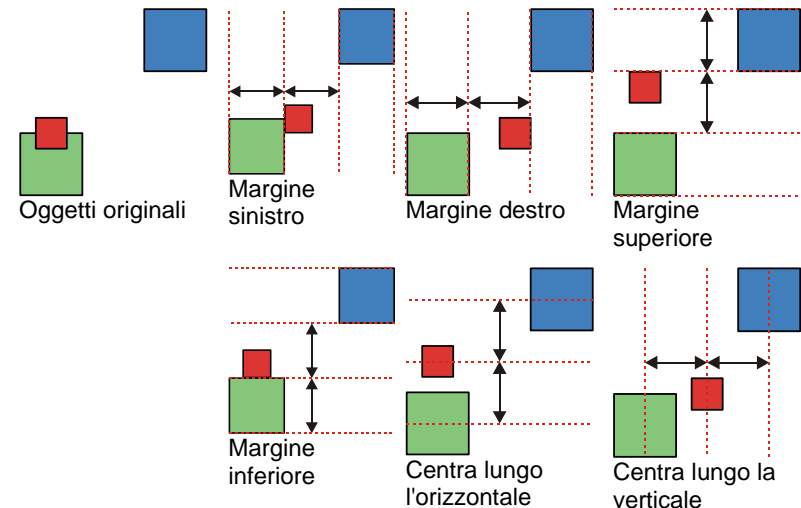 Oggetti originali
Margine
sinistro
Margine destro
Margine
superiore
Margine
inferiore
Centra lungo
l'orizzontale
Centra lungo la
verticale